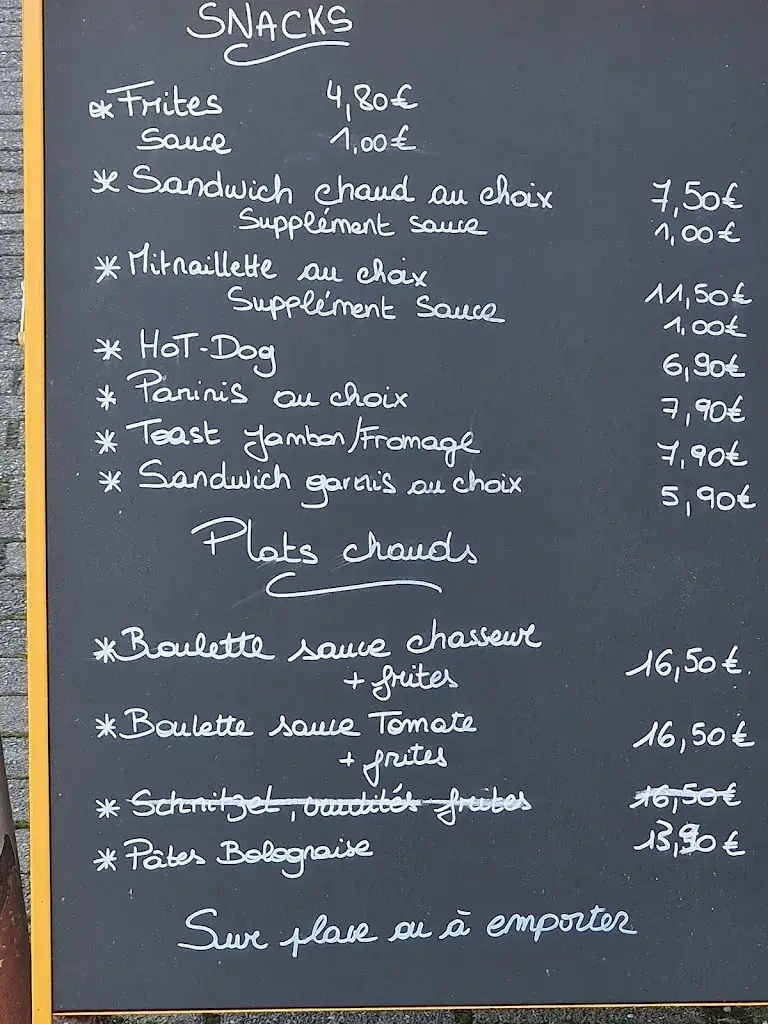 SNACKS
* Frites 4,80€
Sauce 1,00€
* Sandwich chaud au choix 7,50€
Supplément sauce 1,00€
* Mitraillette au choix 11,50€
Supplément Sauce 1,00€
* HOT-DOG 6,90€
* Paninis au choix 7,90€
* Toast Jambon/Fromage 7,90€
* Sandwich garnis au choix 5,90€
Plats chauds
* Boulette sauce chasseur 16,50€
+ frites
* Boulette sauce Tomate 16,50€
+ frites
* Schnitzel, crudités frites 16,50€
* Pâtes Bolognaise 13,90€
Sur place ou à emporter